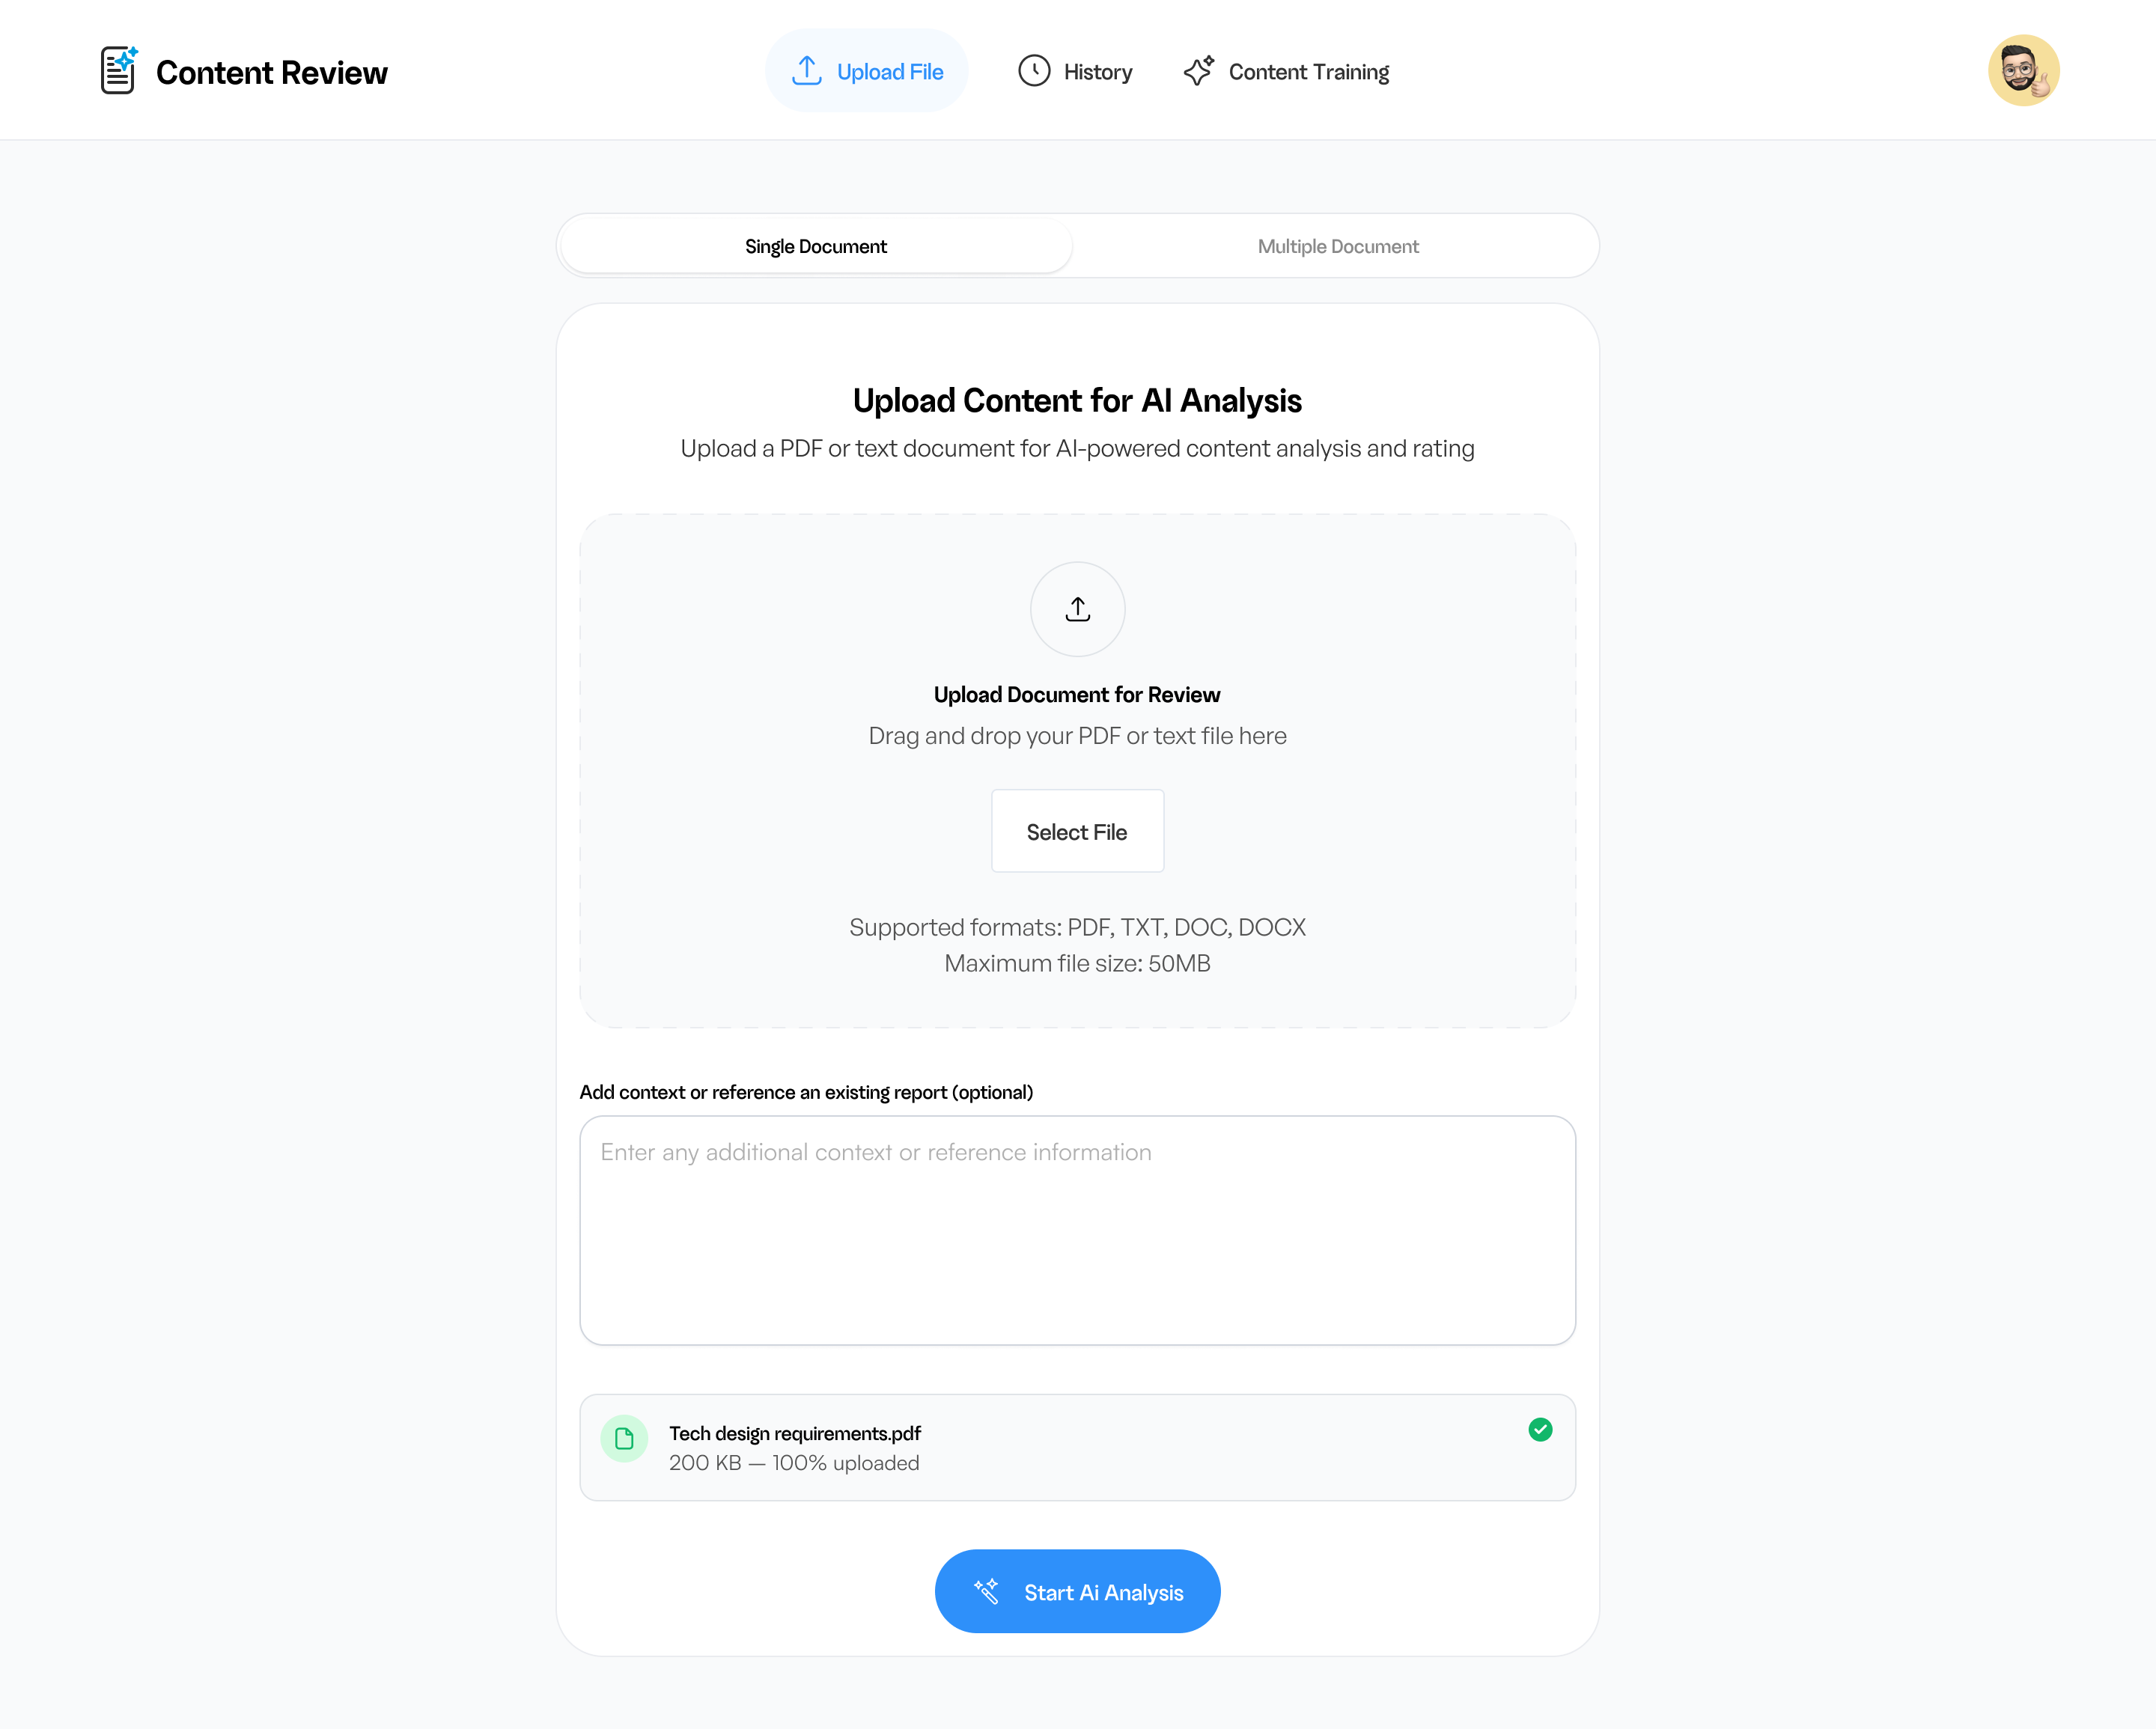 Content Review
Upload File
History
Content Training
Single Document
Multiple Document
Upload Content for AI Analysis
Upload a PDF or text document for AI-powered content analysis and rating
Upload Document for Review
Drag and drop your PDF or text file here
Select File
Supported formats: PDF, TXT, DOC, DOCX
Maximum file size: 50MB
Add context or reference an existing report (optional)
Enter any additional context or reference information
Tech design requirements.pdf
200 KB — 100% uploaded
Start Ai Analysis